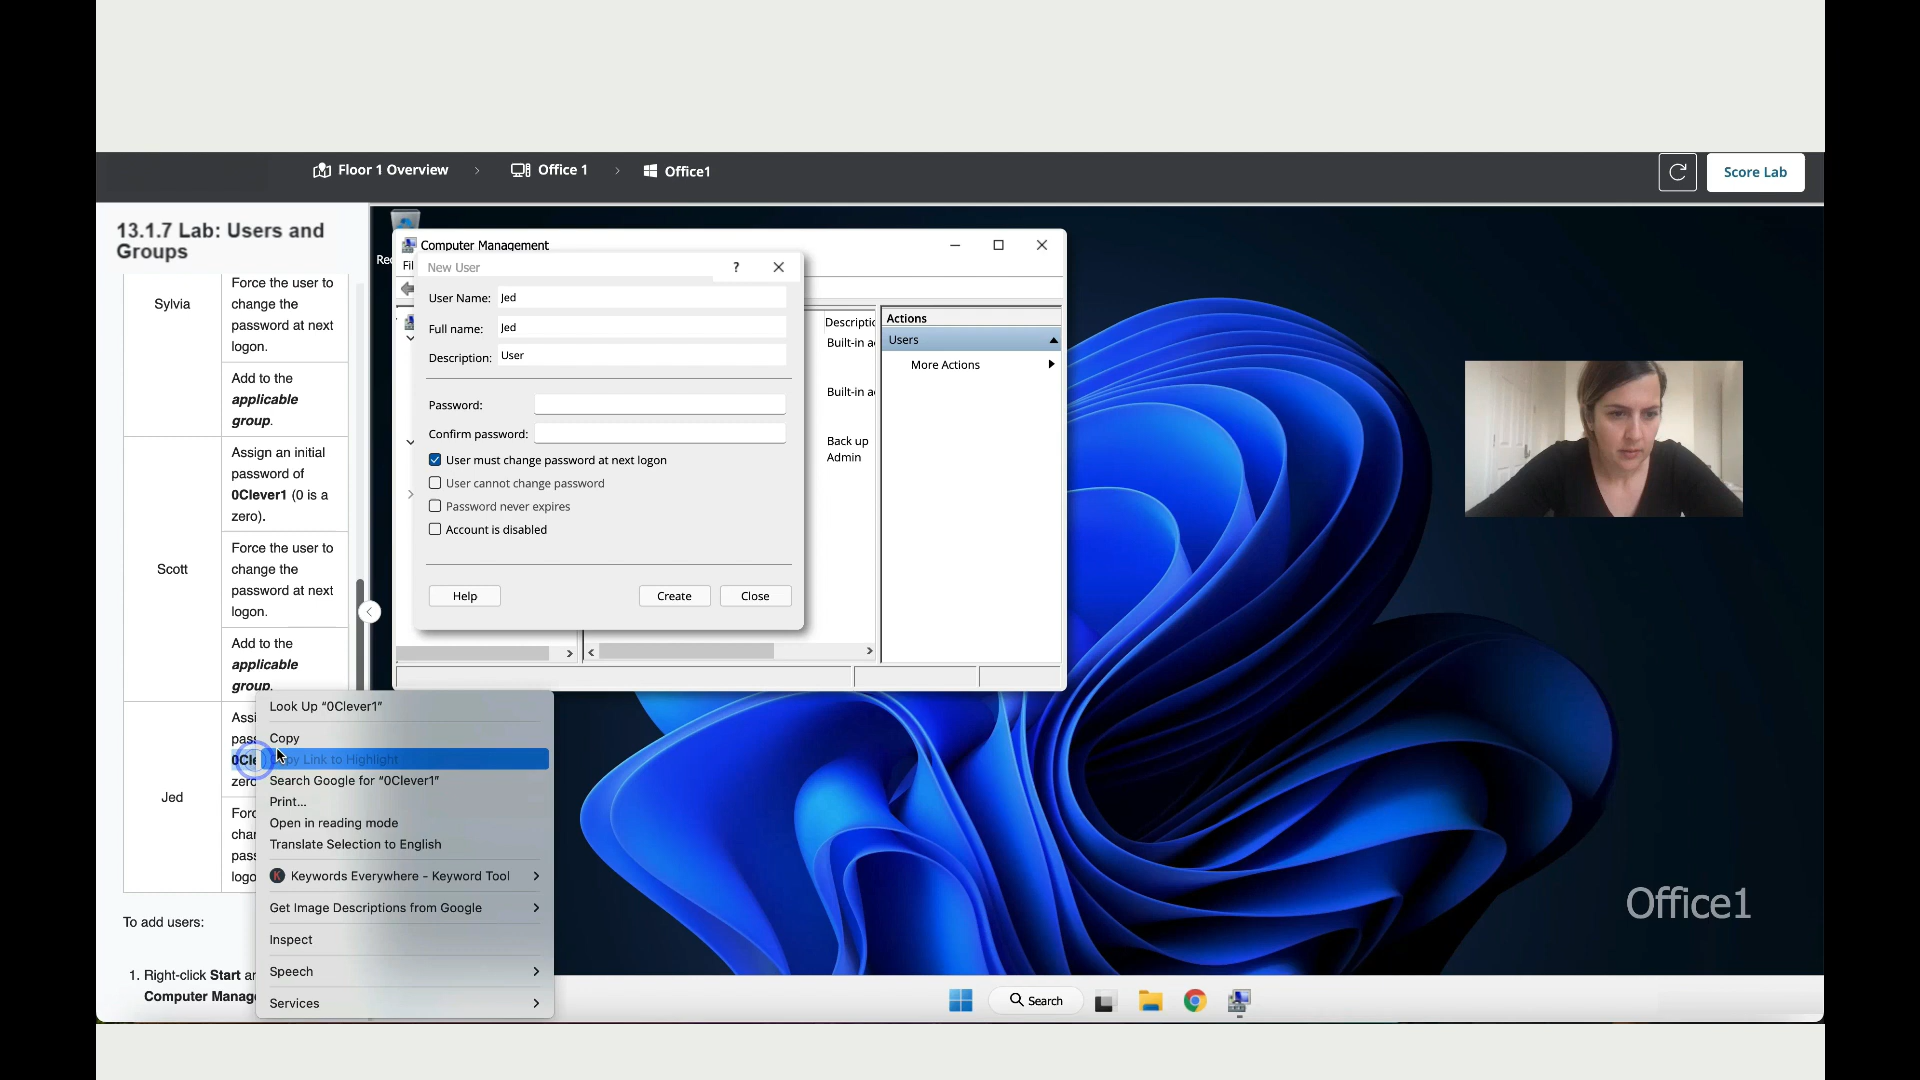 Floor 1 Overview
Office 1
Office1
Score Lab
13.1.7 Lab: Users and
Groups
Sylvia
Force the user to
change the
password at next
logon.
Add to the
applicable
group.
Scott
Assign an initial
password of
0Clever1 (0 is a
zero).
Force the user to
change the
password at next
logon.
Add to the
applicable
group.
Jed
To add users:
1. Right-click Start
Computer
Computer Management
New User
?
User Name: Jed
Full name: Jed
Description: User
Password:
Confirm password:
User must change password at next logon
User cannot change password
Password never expires
Account is disabled
Help
Create
Close
Built-in
Built-in
Back up
Admin
Actions
Users
More Actions
Look Up “0Clever1”
Copy
Link to Highlight
Search Google for “0Clever1”
Print...
Open in reading mode
Translate Selection to English
Keywords Everywhere - Keyword Tool
Get Image Descriptions from Google
Inspect
Speech
Services
Office1
Search